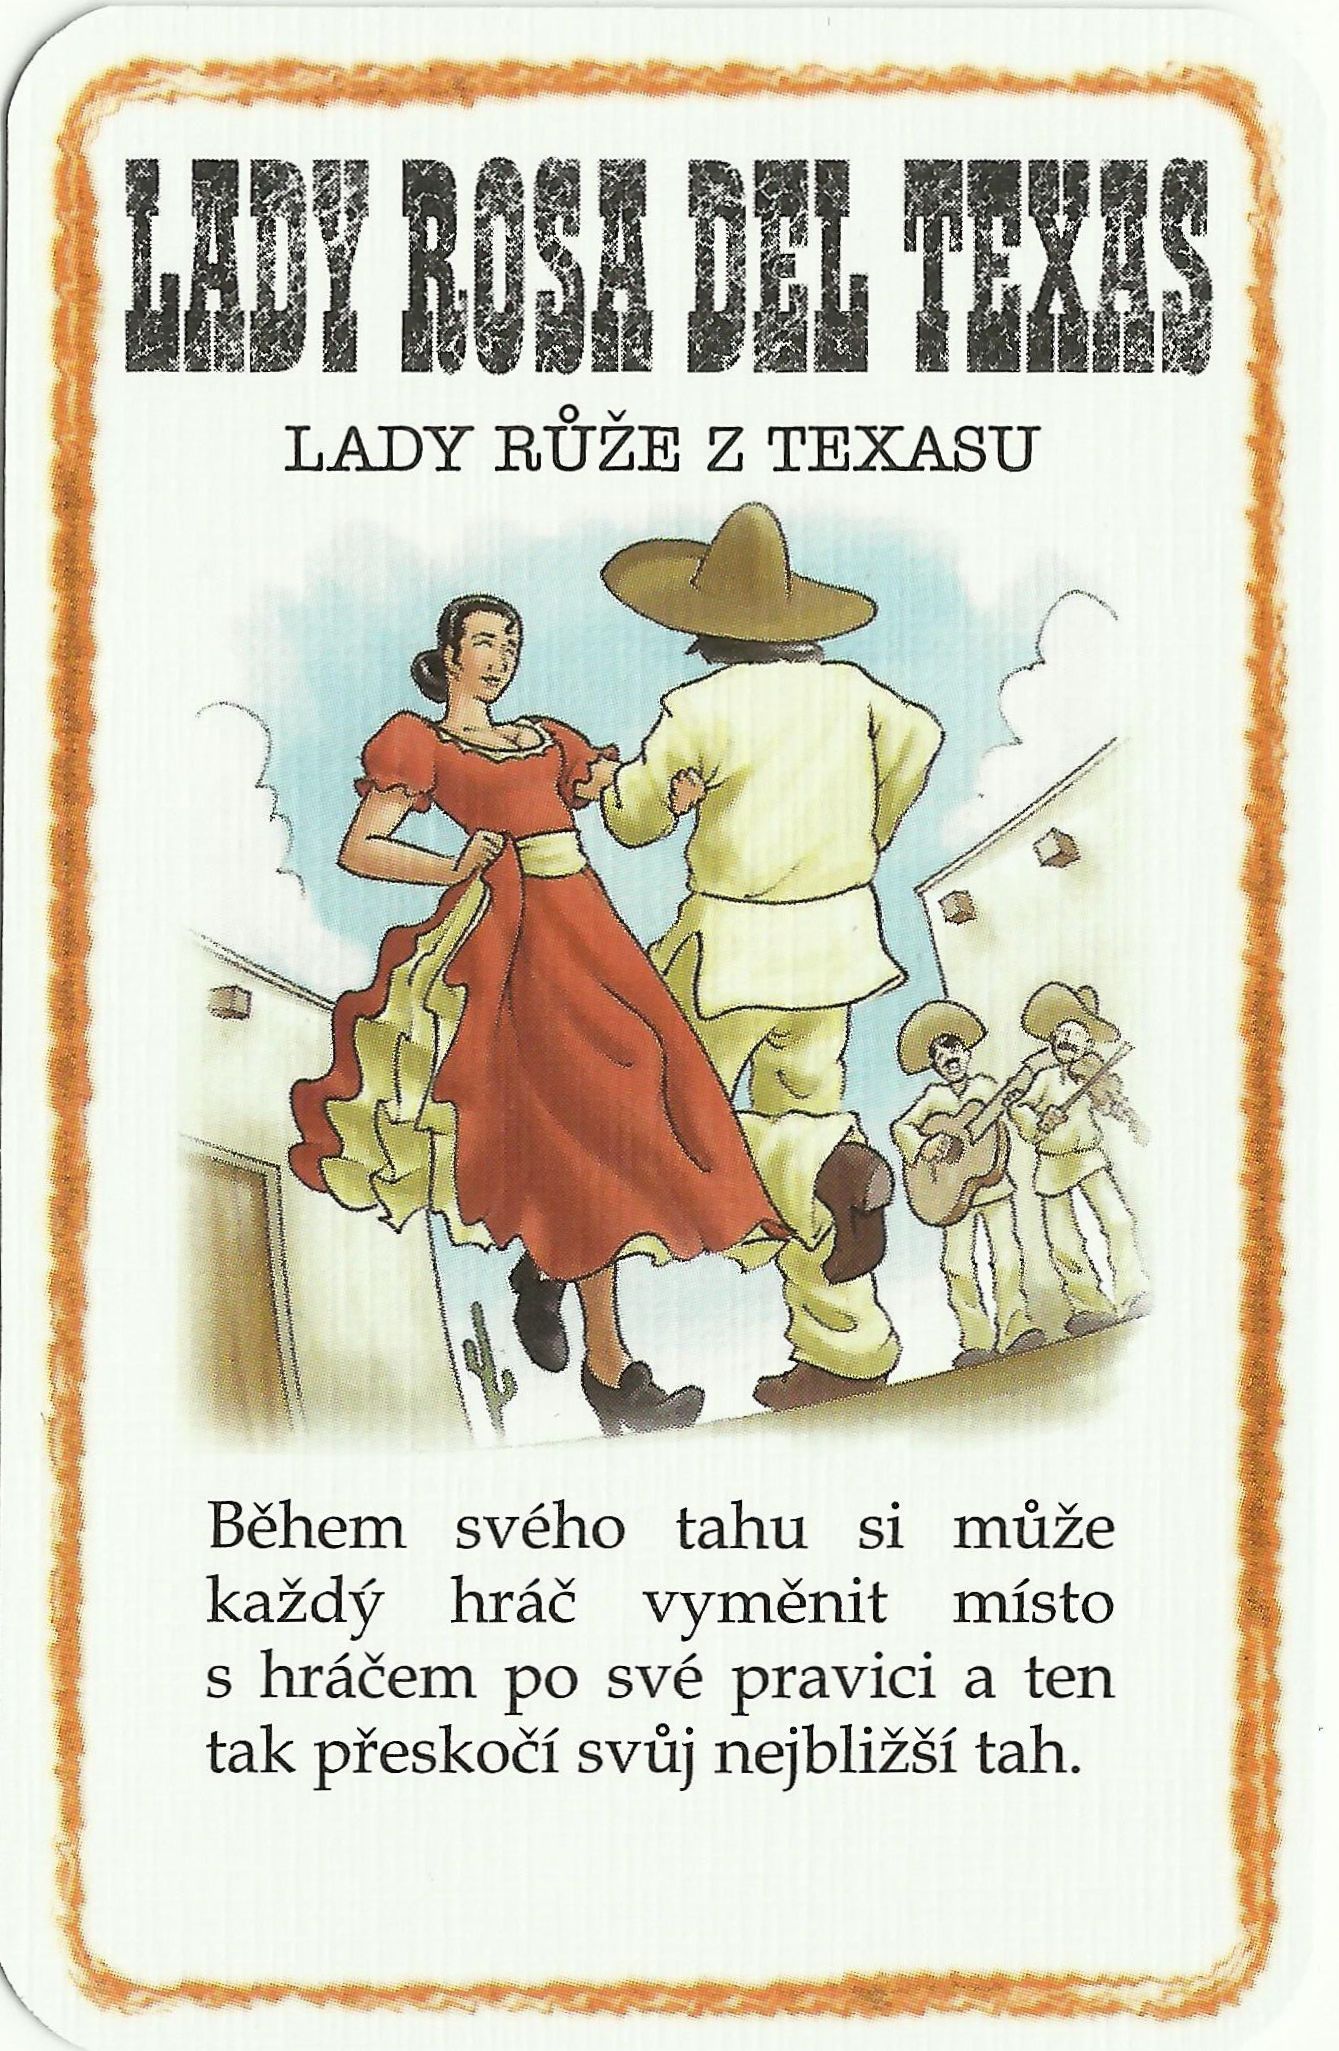 LADY ROSA DEL TEXAS
LADY RŮŽE Z TEXASU
Během svého tahu si může
každý hráč vyměnit místo
s hráčem po své pravici a ten
tak přeskočí svůj nejbližší tah.